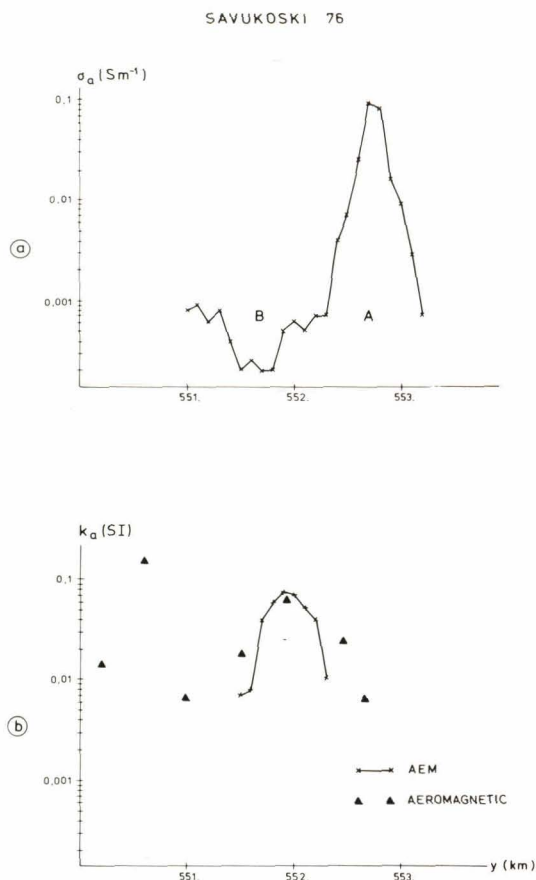 SAVUKOSKI 76
σa (Sm⁻¹)
0,1
0,01
0,001
B A
551. 552. 553.
a
ka (SI)
0,1
0,01
0,001
AEM
AEROMAGNETIC
551. 552. 553.
y (km)
b